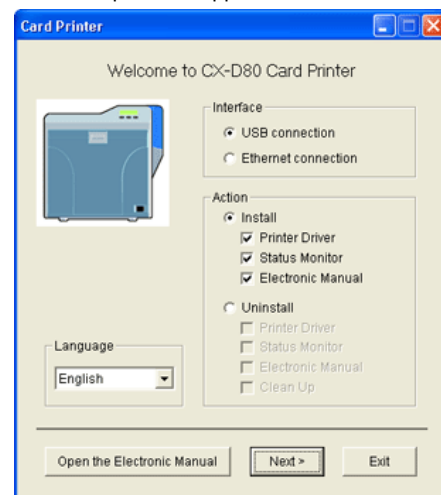 Card Printer
Welcome to CX-D80 Card Printer
Interface
USB connection
Ethernet connection
Action
Install
Printer Driver
Status Monitor
Electronic Manual
Uninstall
Printer Driver
Status Monitor
Electronic Manual
Clean Up
Language
English
Open the Electronic Manual
Next >
Exit